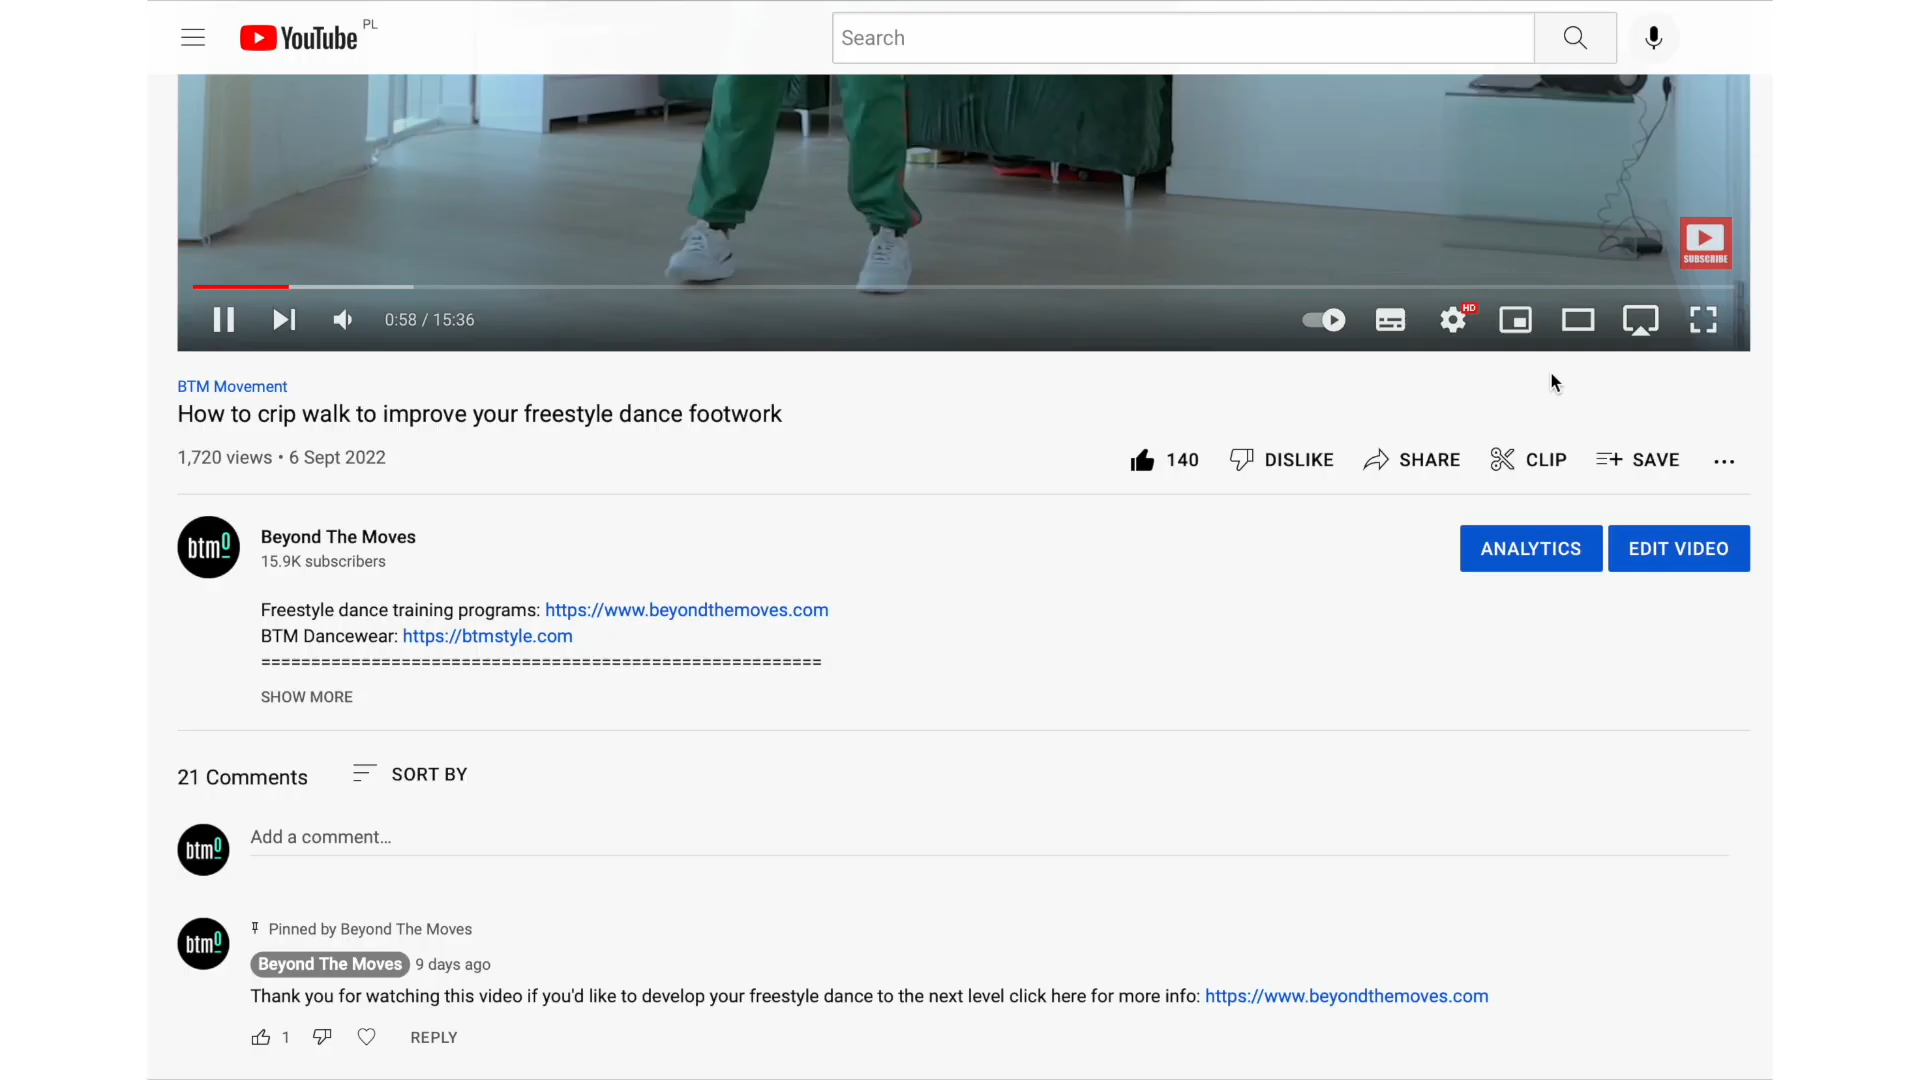 YouTube PL
Search
SUBSCRIBE
0:58 / 15:36
HD
BTM Movement
How to crip walk to improve your freestyle dance footwork
1,720 views • 6 Sept 2022
140 DISLIKE SHARE CLIP SAVE ...
btm0
Beyond The Moves
15.9K subscribers
ANALYTICS EDIT VIDEO
Freestyle dance training programs: https://www.beyondthemoves.com
BTM Dancewear: https://btmstyle.com
========================================================
SHOW MORE
21 Comments SORT BY
btm0
Add a comment...
btm0
Pinned by Beyond The Moves
Beyond The Moves 9 days ago
Thank you for watching this video if you'd like to develop your freestyle dance to the next level click here for more info: https://www.beyondthemoves.com
1 REPLY